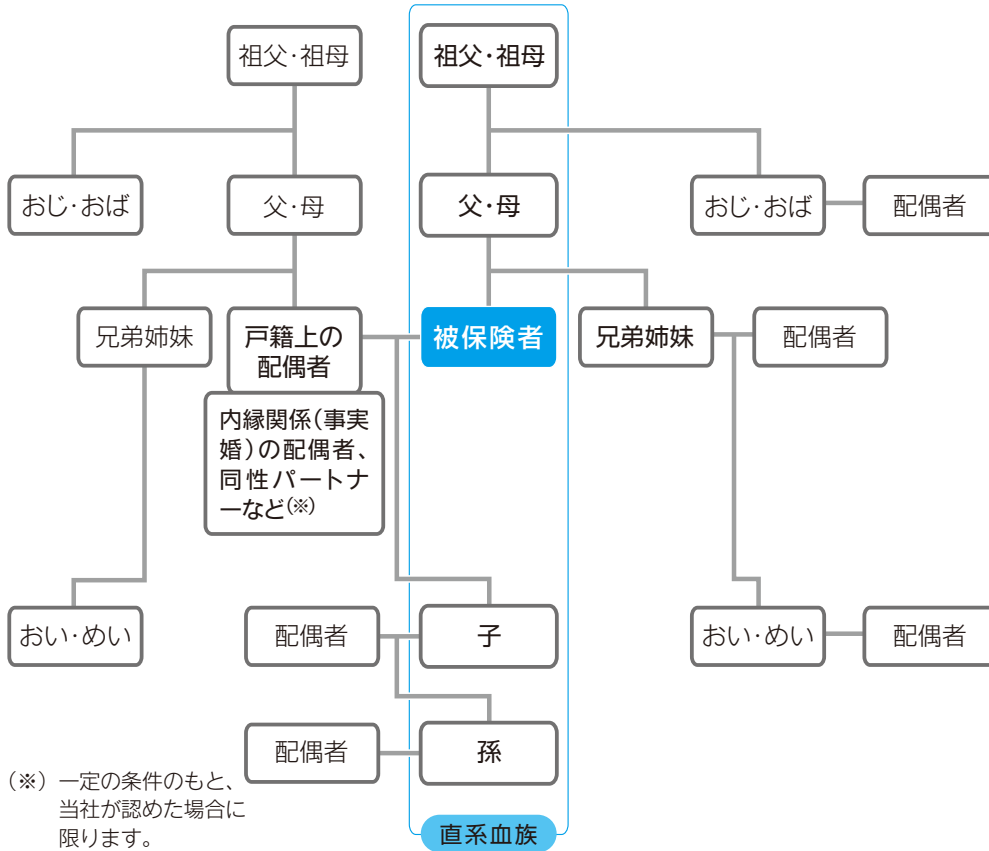 祖父・祖母
祖父・祖母
おじ・おば
父・母
父・母
おじ・おば
配偶者
兄弟姉妹
戸籍上の
配偶者
被保険者
兄弟姉妹
配偶者
内縁関係(事実
婚)の配偶者、
同性パートナ
ーなど(※)
おい・めい
配偶者
子
おい・めい
配偶者
配偶者
孫
(※) 一定の条件のもと、
当社が認めた場合に
限ります。
直系血族